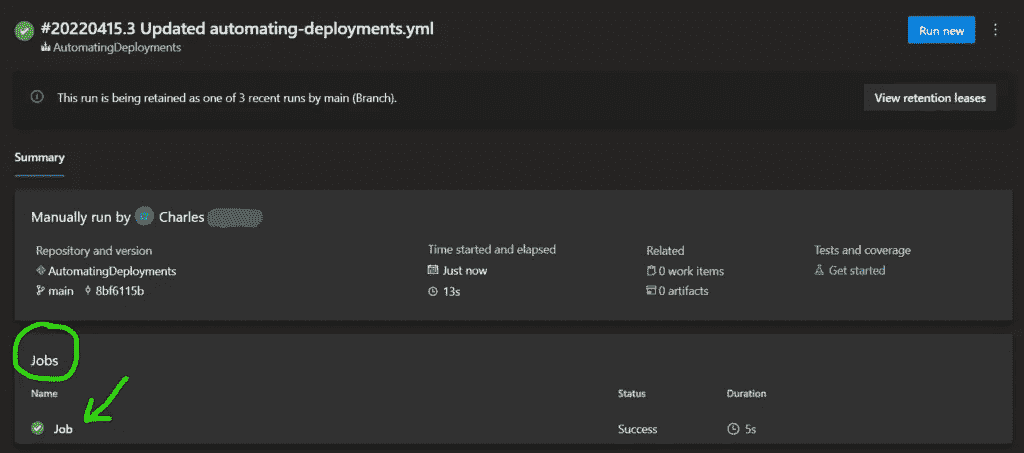 #20220415.3 Updated automating-deployments.yml
AutomatingDeployments
Run new
This run is being retained as one of 3 recent runs by main (Branch).
View retention leases
Summary
Manually run by Charles
Repository and version
AutomatingDeployments
main 8bf6115b
Time started and elapsed
Just now
13s
Related
0 work items
0 artifacts
Tests and coverage
Get started
Jobs
Name Status Duration
Job Success 5s